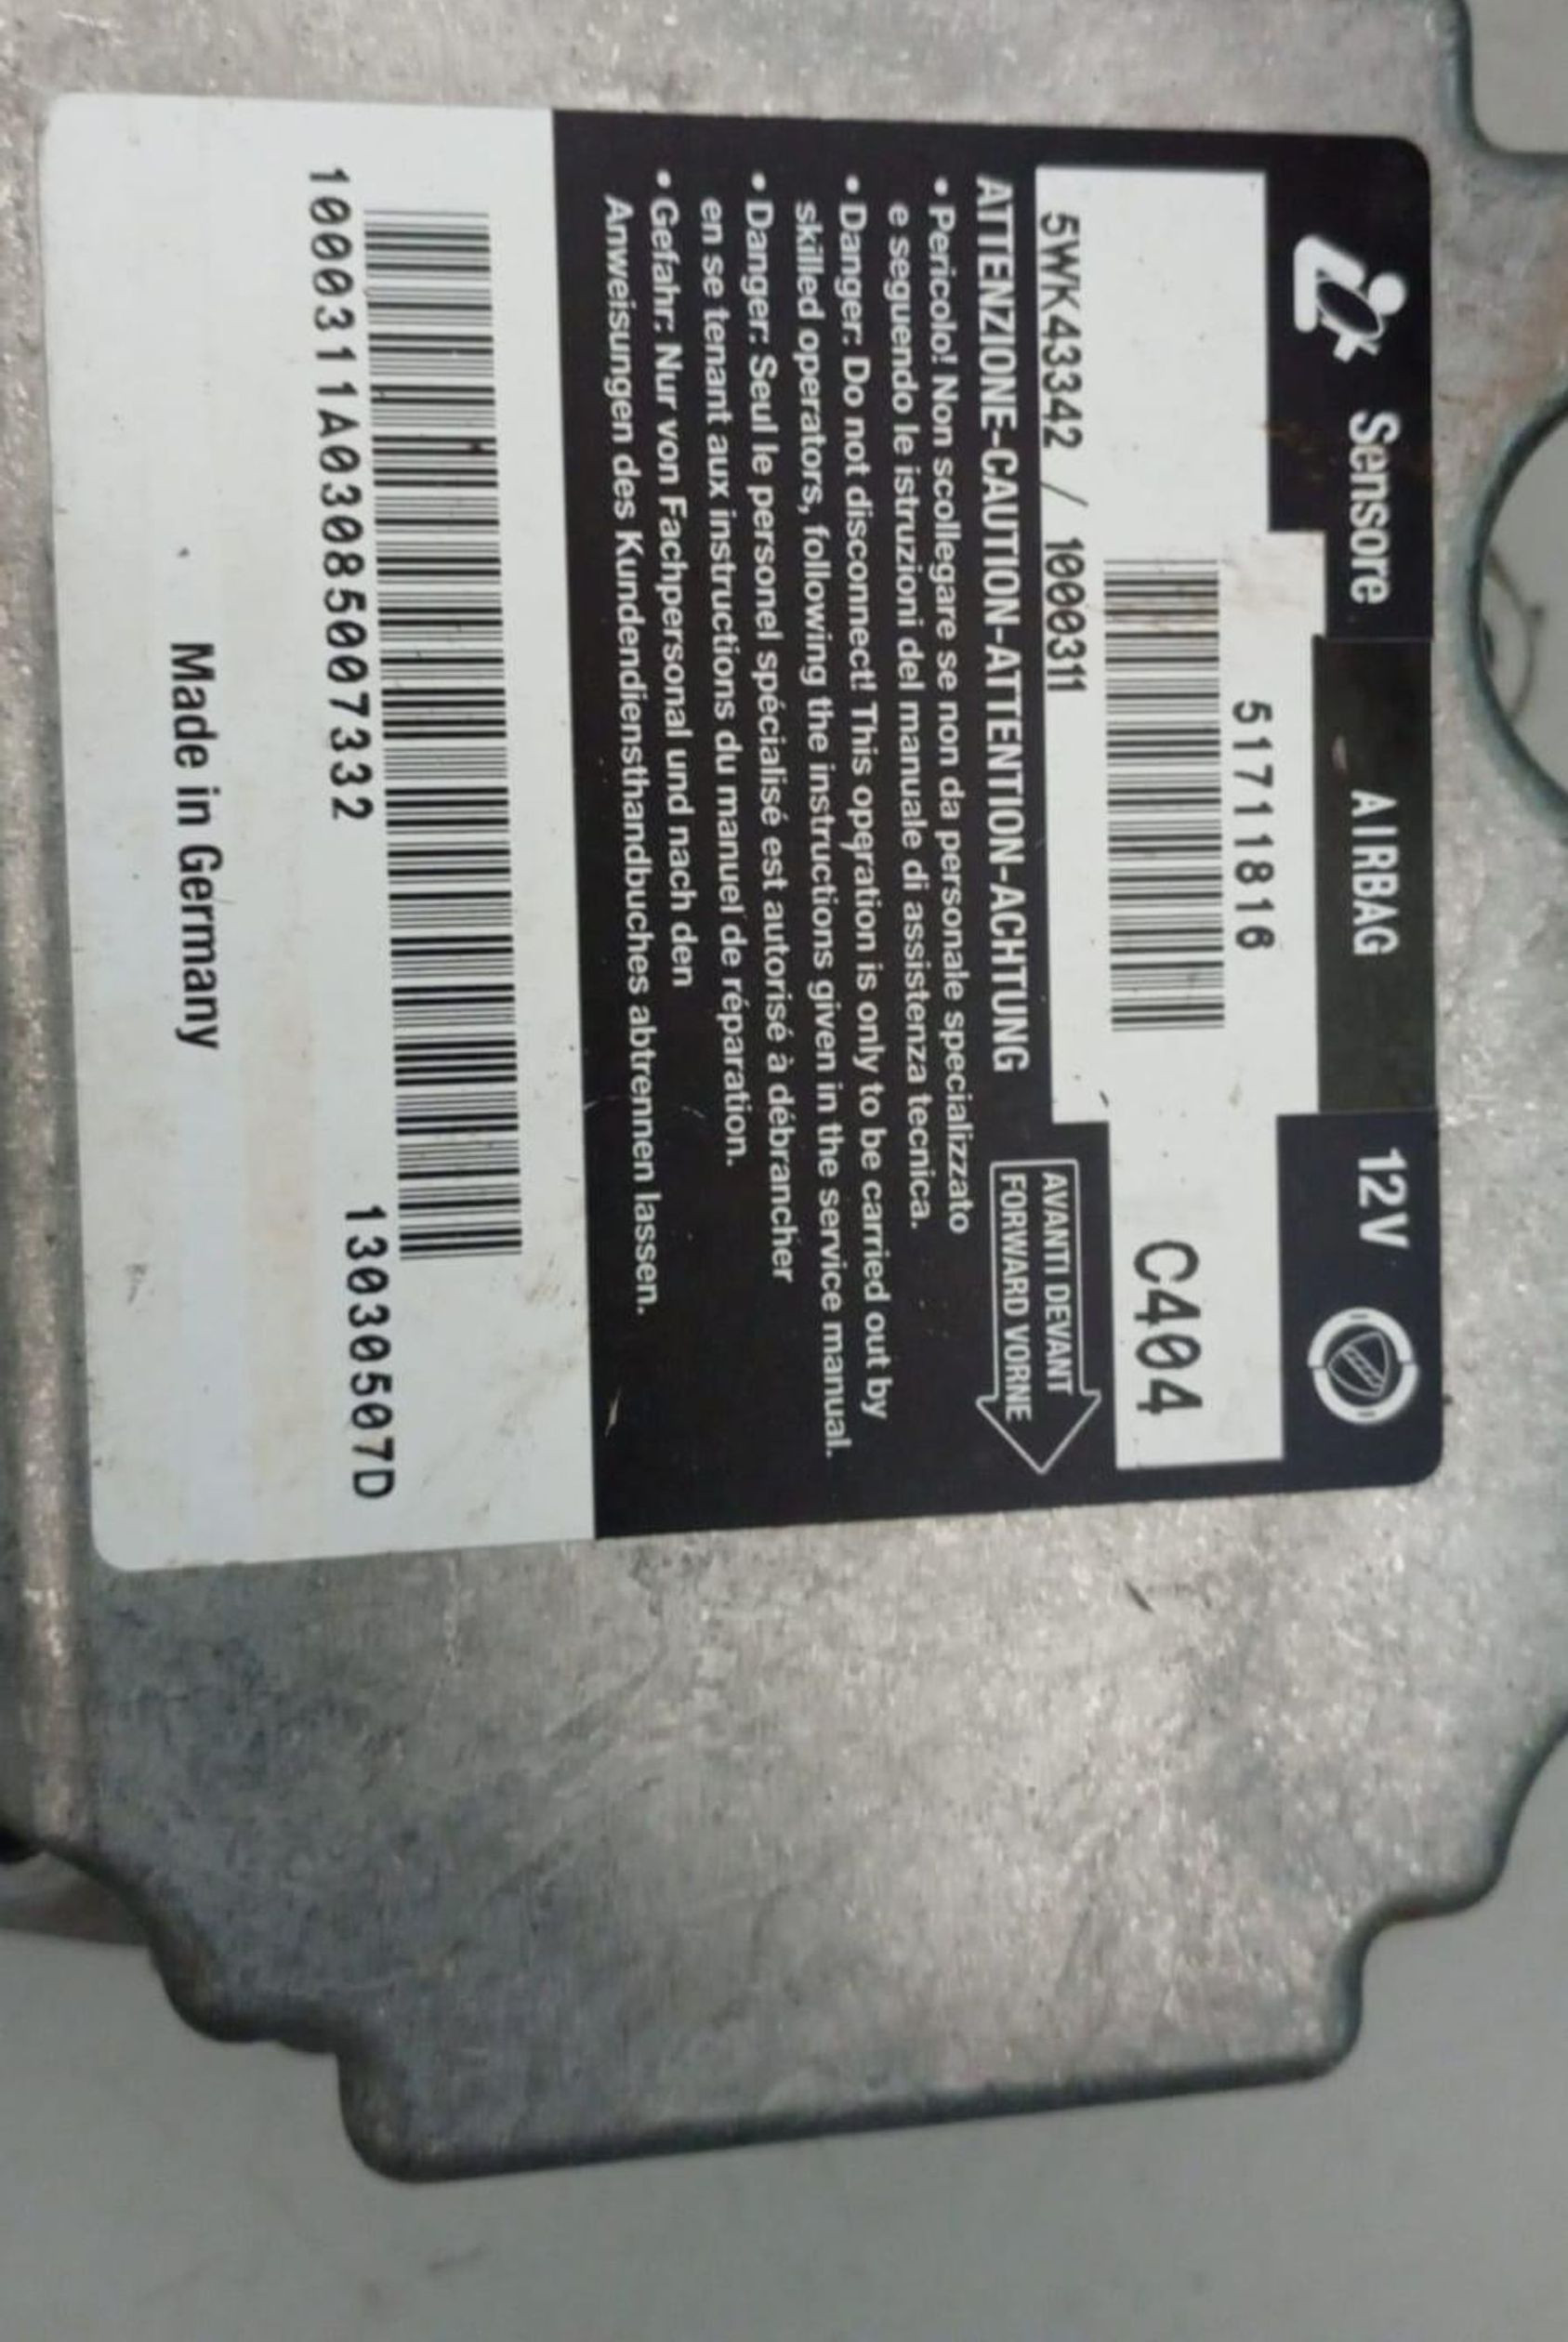 Sensore AIRBAG 12V
51711816
C404
5WK43342 / 1000311
AVANTI DEVANT
FORWARD VORNE
ATTENZIONE-CAUTION-ATTENTION-ACHTUNG
• Pericolo! Non scollegare se non da personale specializzato
e seguendo le istruzioni del manuale di assistenza tecnica.
• Danger: Do not disconnect! This operation is only to be carried out by
skilled operators, following the instructions given in the service manual.
• Danger: Seul le personel spécialisé est autorisé à débrancher
en se tenant aux instructions du manuel de réparation.
• Gefahr: Nur von Fachpersonal und nach den
Anweisungen des Kundendiensthandbuches abtrennen lassen.
1000311A03085007332 13030507D
Made in Germany